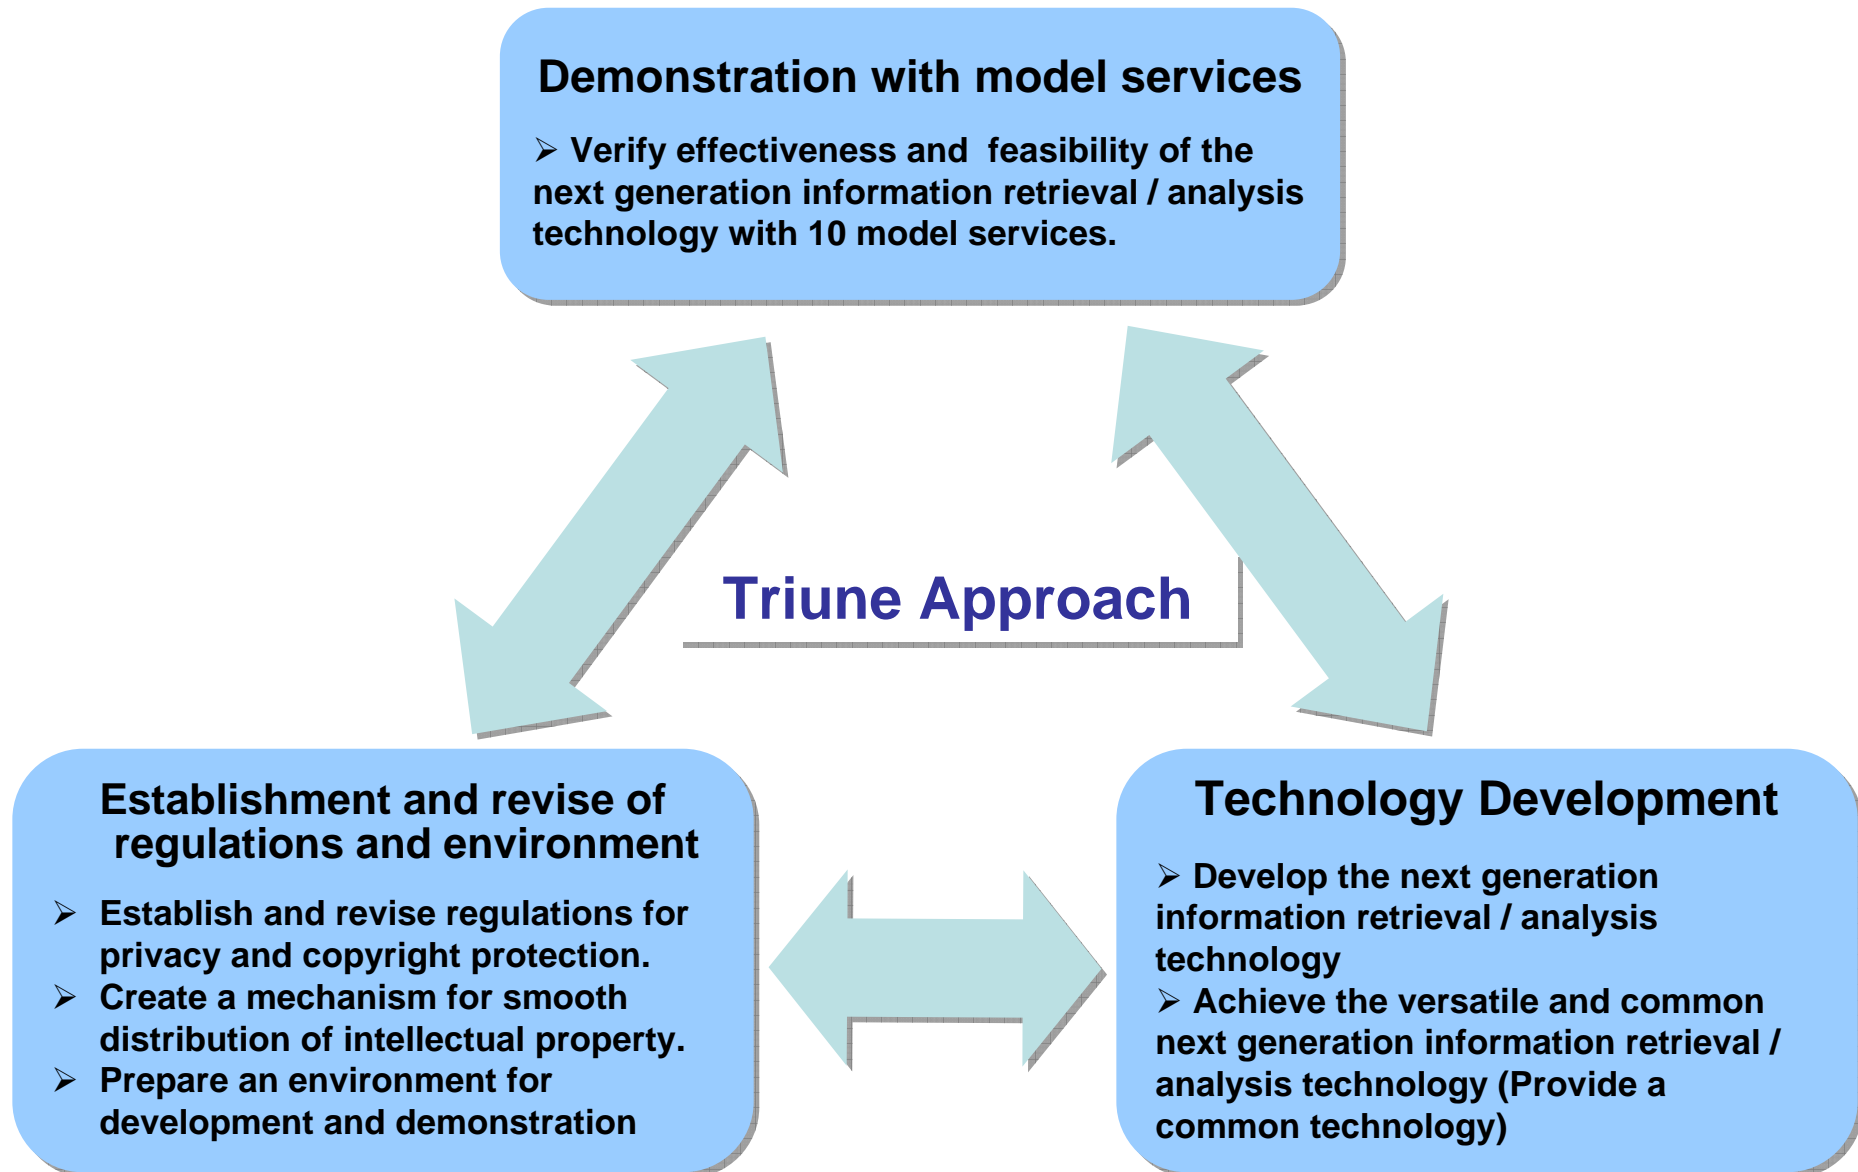 Demonstration with model services
➢ Verify effectiveness and feasibility of the
next generation information retrieval / analysis
technology with 10 model services.
Triune Approach
Establishment and revise of
regulations and environment
➢ Establish and revise regulations for
privacy and copyright protection.
➢ Create a mechanism for smooth
distribution of intellectual property.
➢ Prepare an environment for
development and demonstration
Technology Development
➢ Develop the next generation
information retrieval / analysis
technology
➢ Achieve the versatile and common
next generation information retrieval /
analysis technology (Provide a
common technology)